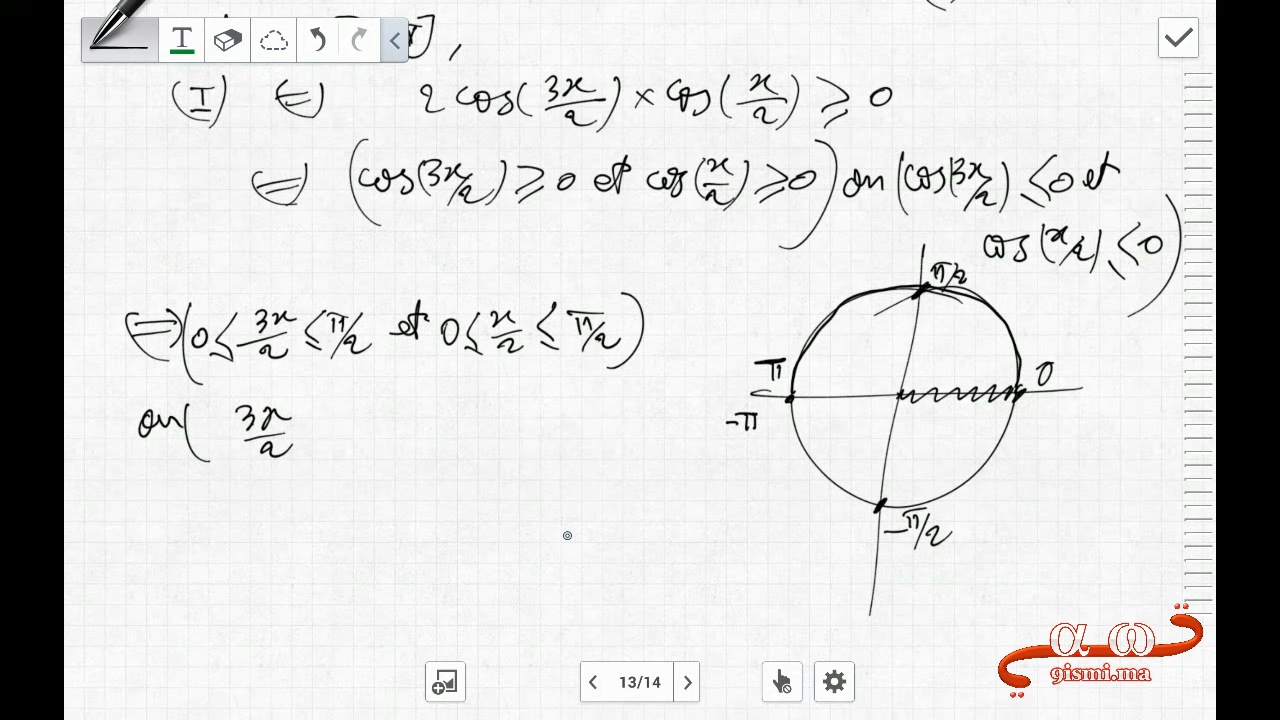 (I) ⟺ 2 cos(3x/2) × cos(x/2) ≥ 0
⟺ (cos(3x/2) ≥ 0 et cos(x/2) ≥ 0) ou (cos(3x/2) ≤ 0 et
cos(x/2) ≤ 0)
π/2
⟺ (0 ≤ 3x/2 ≤ π/2 et 0 ≤ x/2 ≤ π/2)
π
0
-π
ou ( 3x/2
-π/2
α ω
9ismi.ma
T
13/14